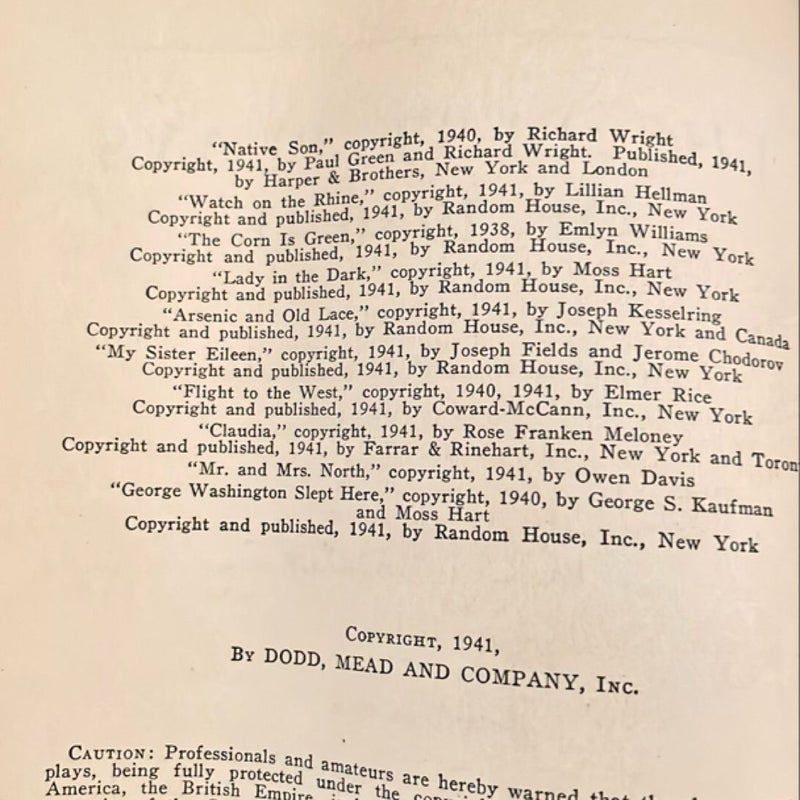 “Native Son,” copyright, 1940, by Richard Wright
Copyright, 1941, by Paul Green and Richard Wright. Published, 1941,
by Harper & Brothers, New York and London
“Watch on the Rhine,” copyright, 1941, by Lillian Hellman
Copyright and published, 1941, by Random House, Inc., New York
“The Corn Is Green,” copyright, 1938, by Emlyn Williams
Copyright and published, 1941, by Random House, Inc., New York
“Lady in the Dark,” copyright, 1941, by Moss Hart
Copyright and published, 1941, by Random House, Inc., New York
“Arsenic and Old Lace,” copyright, 1941, by Joseph Kesselring
Copyright and published, 1941, by Random House, Inc., New York and Canada
“My Sister Eileen,” copyright, 1941, by Joseph Fields and Jerome Chodorov
Copyright and published, 1941, by Random House, Inc., New York
“Flight to the West,” copyright, 1940, 1941, by Elmer Rice
Copyright and published, 1941, by Coward-McCann, Inc., New York
“Claudia,” copyright, 1941, by Rose Franken Meloney
Copyright and published, 1941, by Farrar & Rinehart, Inc., New York and Toron
“Mr. and Mrs. North,” copyright, 1941, by Owen Davis
“George Washington Slept Here,” copyright, 1940, by George S. Kaufman
and Moss Hart
Copyright and published, 1941, by Random House, Inc., New York
Copyright, 1941,
By DODD, MEAD AND COMPANY, Inc.
Caution: Professionals and amateurs are hereby warned that
plays, being fully protected under the
America, the British Empire,